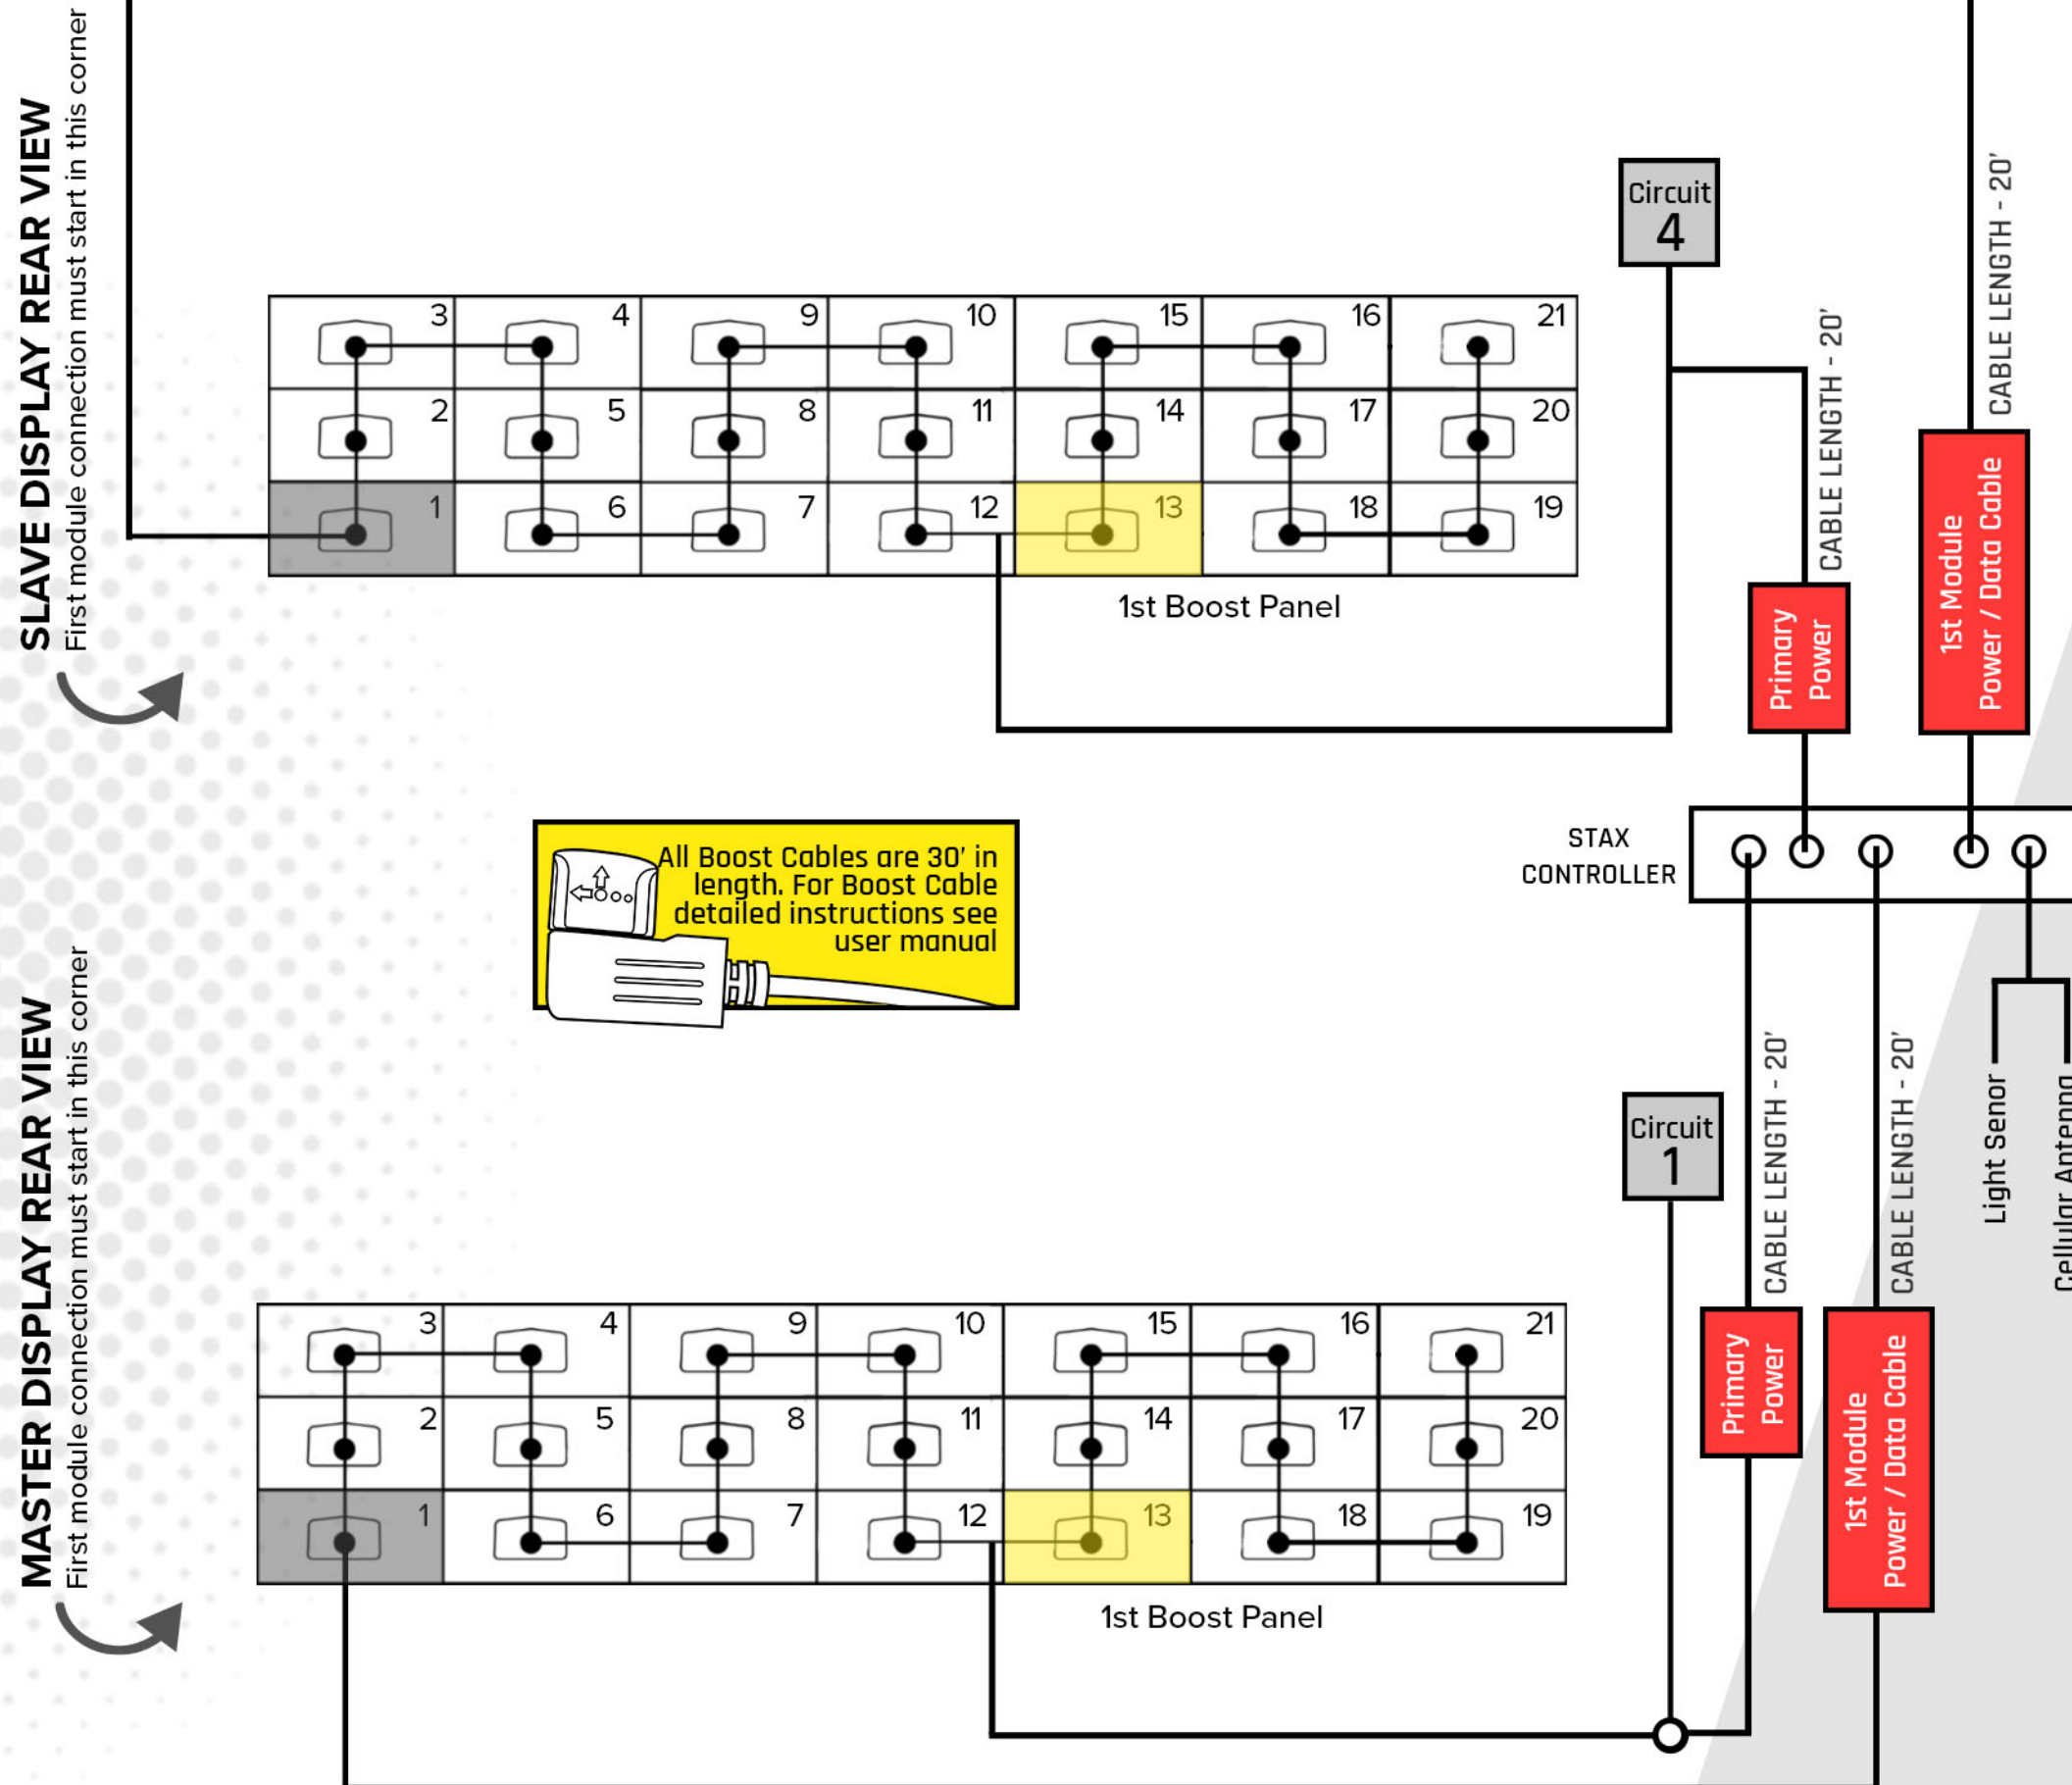 SLAVE DISPLAY REAR VIEW
First module connection must start in this corner
3 4 9 10 15 16 21
2 5 8 11 14 17 20
1 6 7 12 13 18 19
1st Boost Panel
Circuit
4
CABLE LENGTH - 20'
Primary
Power
CABLE LENGTH - 20'
1st Module
Power / Data Cable
STAX
CONTROLLER
All Boost Cables are 30' in
length. For Boost Cable
detailed instructions see
user manual
MASTER DISPLAY REAR VIEW
First module connection must start in this corner
3 4 9 10 15 16 21
2 5 8 11 14 17 20
1 6 7 12 13 18 19
1st Boost Panel
Circuit
1
CABLE LENGTH - 20'
Primary
Power
CABLE LENGTH - 20'
1st Module
Power / Data Cable
Light Senor
Cellular Antenna